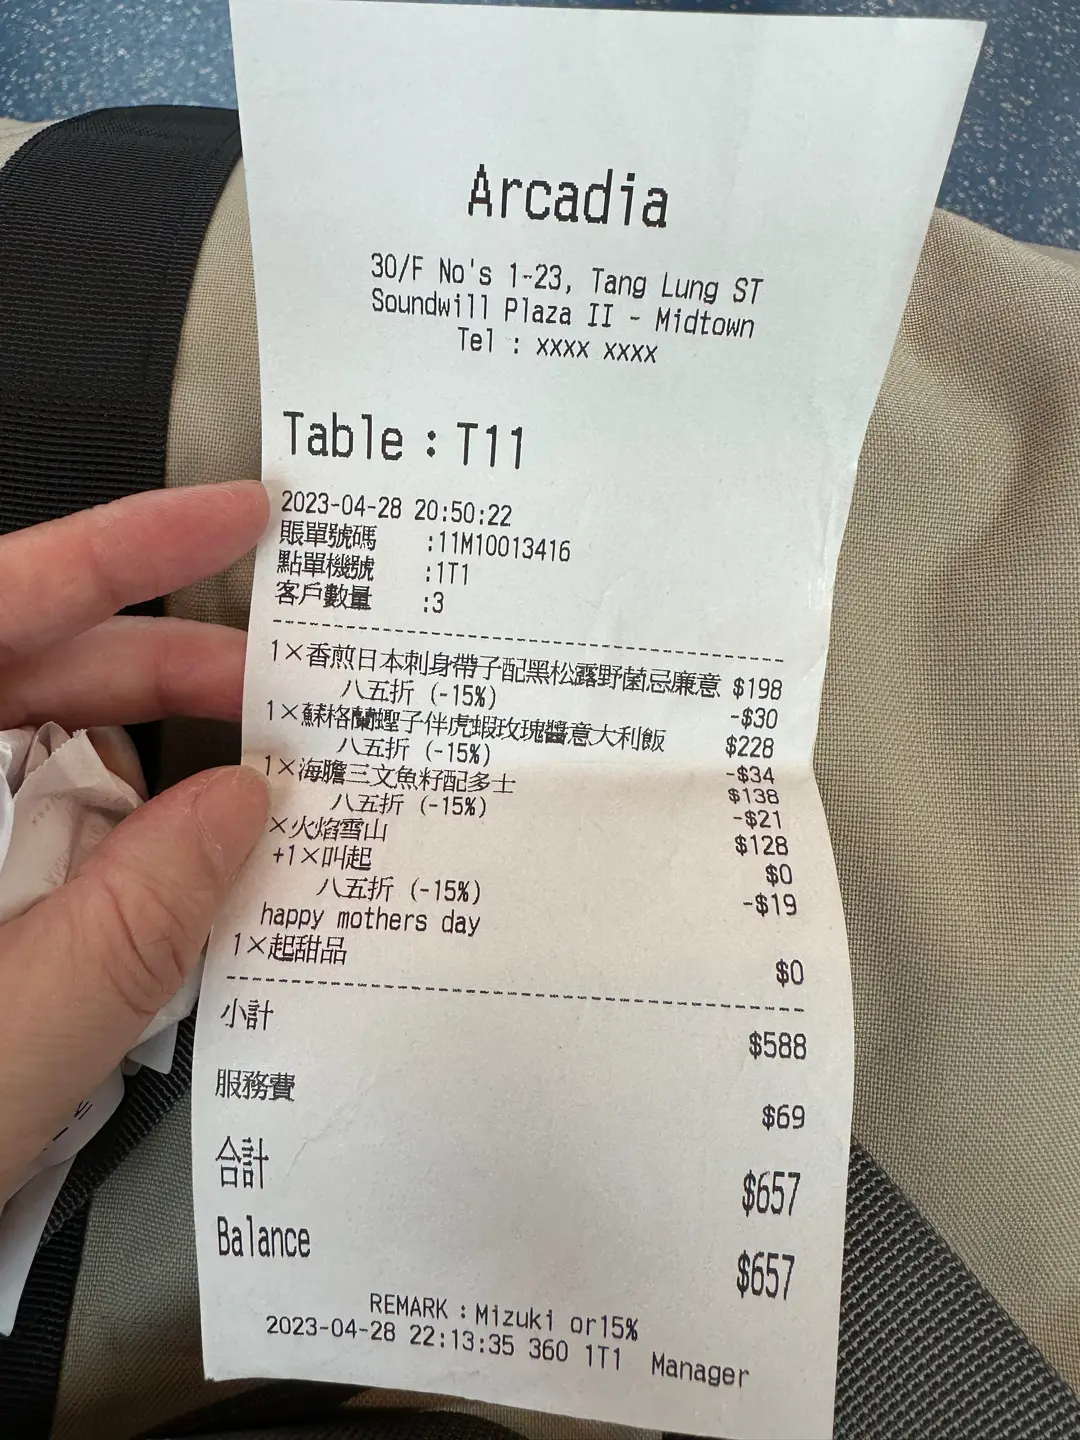 Arcadia
30/F No's 1-23, Tang Lung ST
Soundwill Plaza II - Midtown
Tel : xxxx xxxx
Table : T11
2023-04-28 20:50:22
賬單號碼 :11M10013416
點單機號 :1T1
客戶數量 :3
1×香煎日本刺身帶子配黑松露野菌忌廉意 $198
八五折 (-15%) -$30
1×蘇格蘭蟶子伴虎蝦玫瑰醬意大利飯 $228
八五折 (-15%) -$34
1×海膽三文魚籽配多士 $138
八五折 (-15%) -$21
×火焰雪山 $128
+1×叫起 $0
八五折 (-15%) -$19
happy mothers day
1×起甜品 $0
小計 $588
服務費 $69
合計 $657
Balance $657
REMARK : Mizuki or15%
2023-04-28 22:13:35 360 1T1 Manager